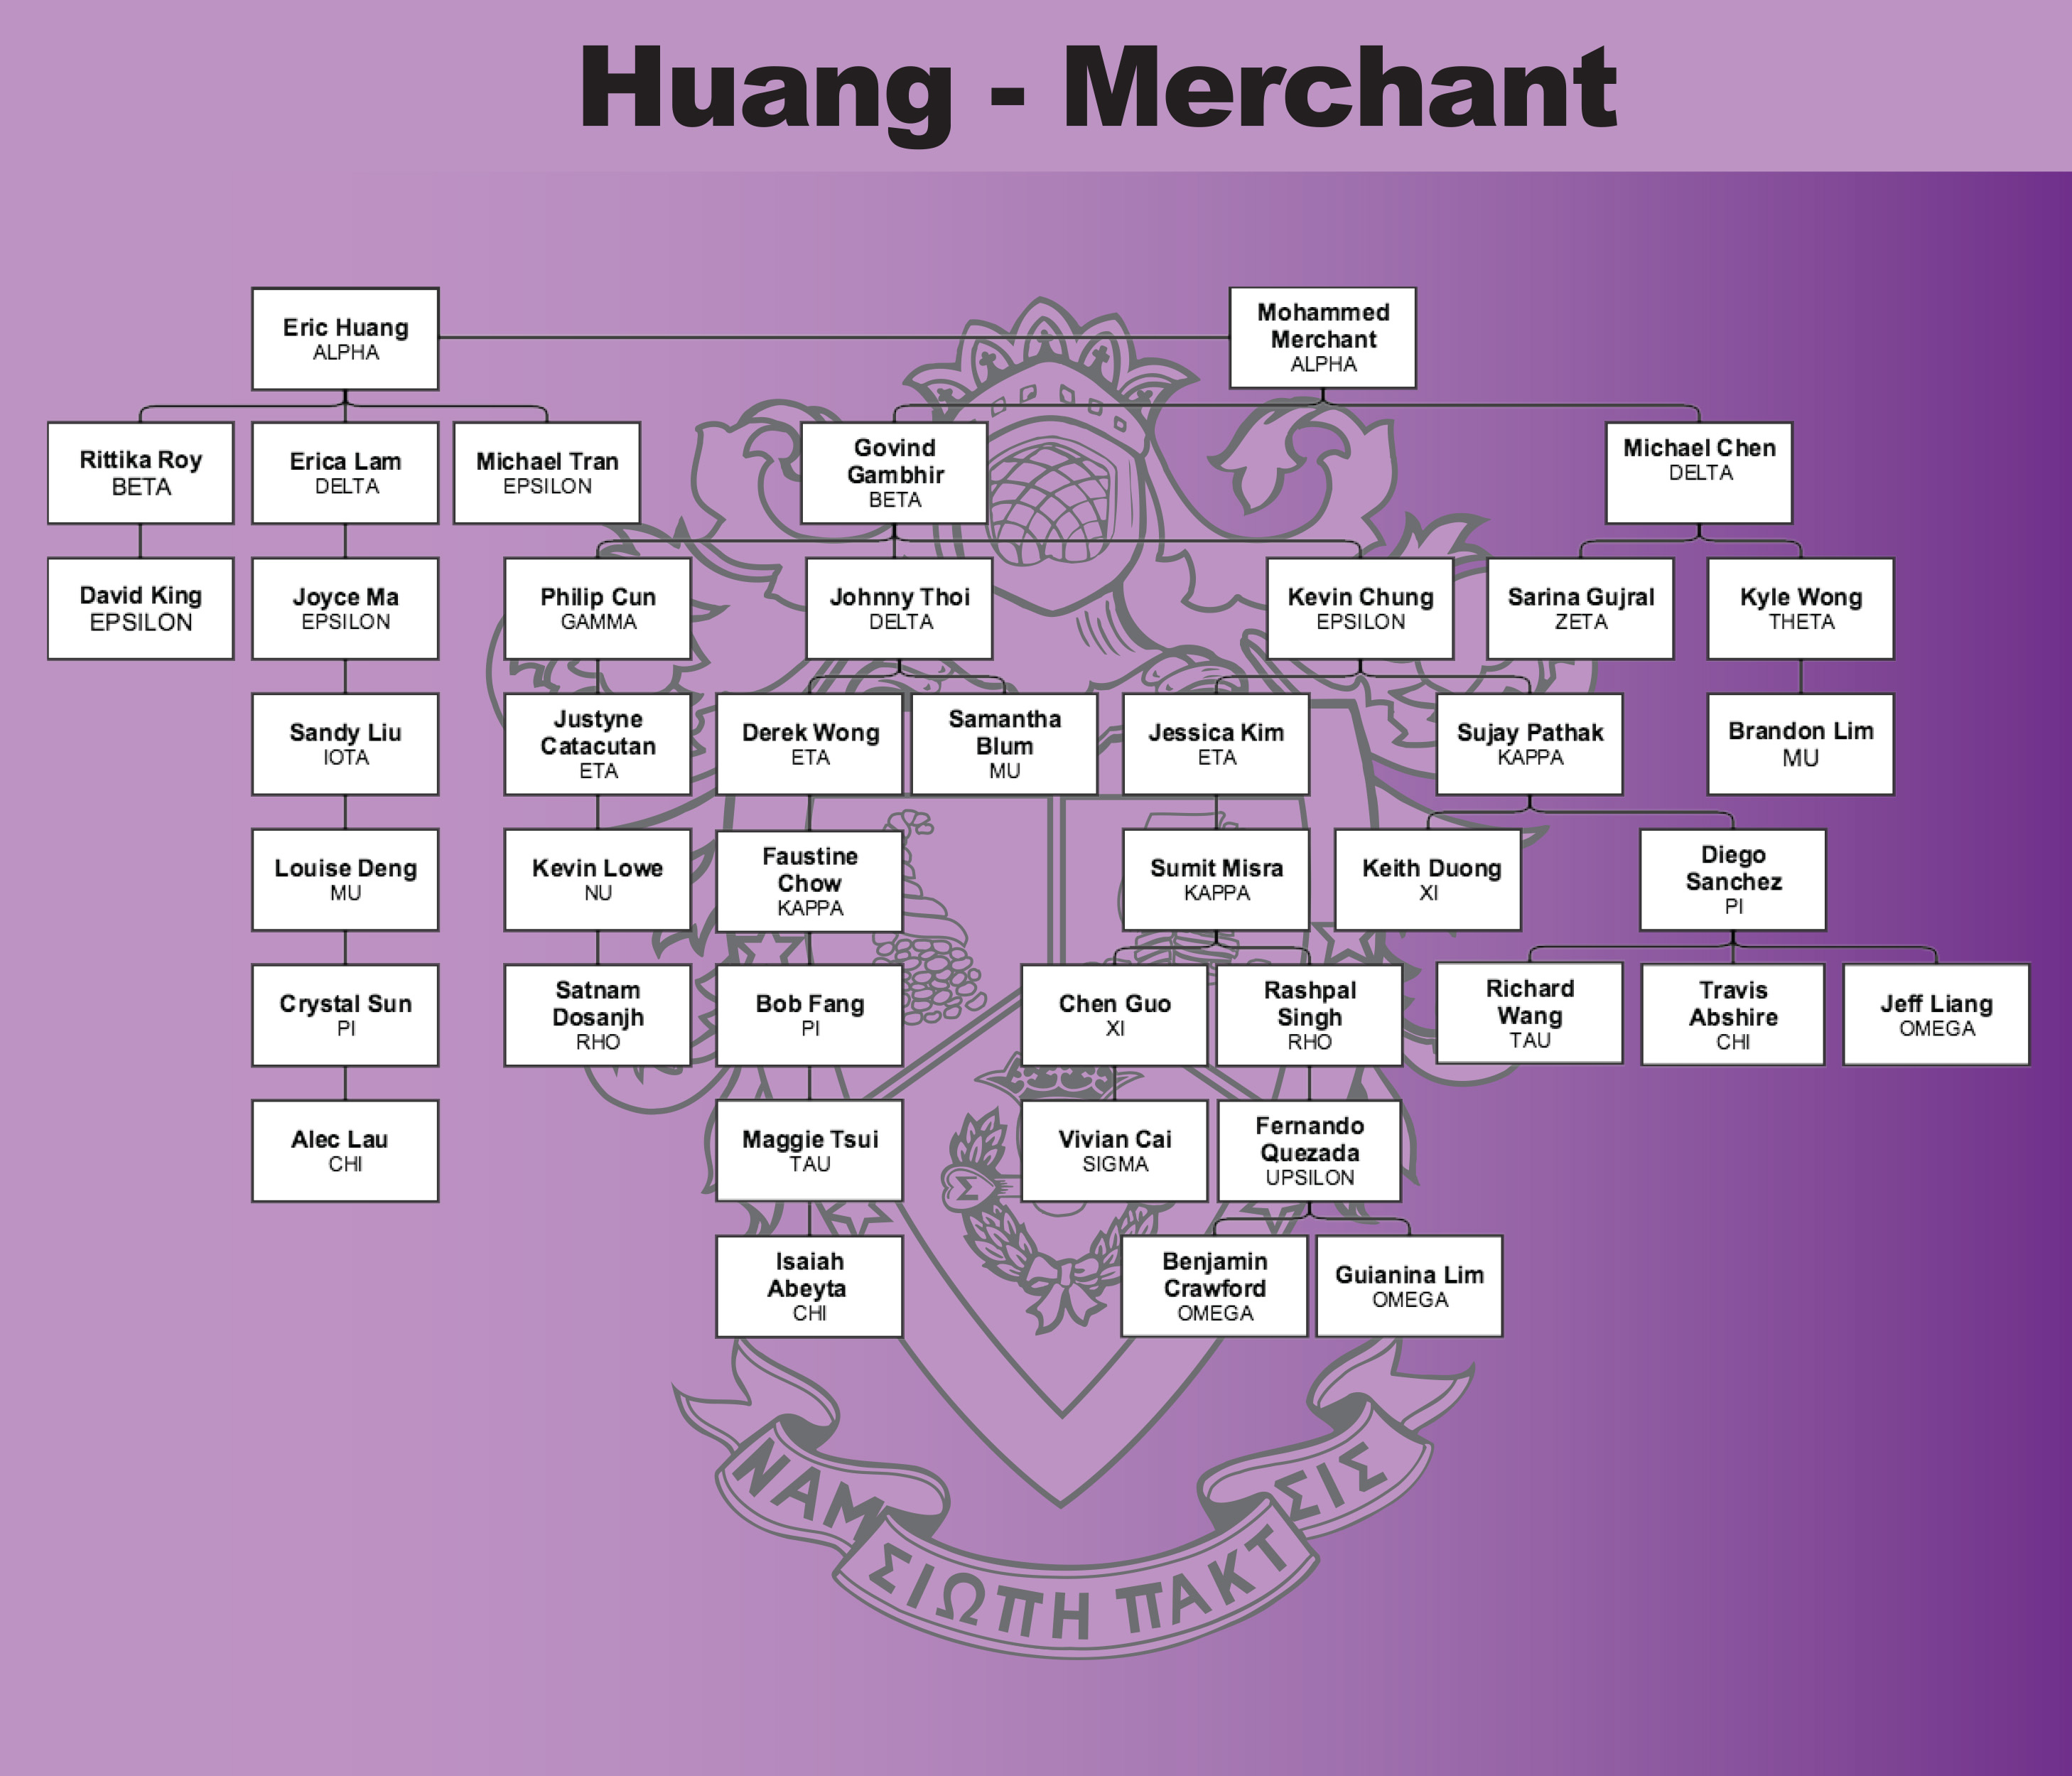 Huang - Merchant
Eric Huang
ALPHA
Mohammed
Merchant
ALPHA
Rittika Roy
BETA
Erica Lam
DELTA
Michael Tran
EPSILON
Govind
Gambhir
BETA
Michael Chen
DELTA
David King
EPSILON
Joyce Ma
EPSILON
Philip Cun
GAMMA
Johnny Thoi
DELTA
Kevin Chung
EPSILON
Sarina Gujral
ZETA
Kyle Wong
THETA
Sandy Liu
IOTA
Justyne
Catacutan
ETA
Derek Wong
ETA
Samantha
Blum
MU
Jessica Kim
ETA
Sujay Pathak
KAPPA
Brandon Lim
MU
Louise Deng
MU
Kevin Lowe
NU
Faustine
Chow
KAPPA
Sumit Misra
KAPPA
Keith Duong
XI
Diego
Sanchez
PI
Crystal Sun
PI
Satnam
Dosanjh
RHO
Bob Fang
PI
Chen Guo
XI
Rashpal
Singh
RHO
Richard
Wang
TAU
Travis
Abshire
CHI
Jeff Liang
OMEGA
Alec Lau
CHI
Maggie Tsui
TAU
Vivian Cai
SIGMA
Fernando
Quezada
UPSILON
Σ
Isaiah
Abeyta
CHI
Benjamin
Crawford
OMEGA
Guianina Lim
OMEGA
ΝΑΜ ΣΙΩΠΗ ΠΑΚΤ ΣΙΣ